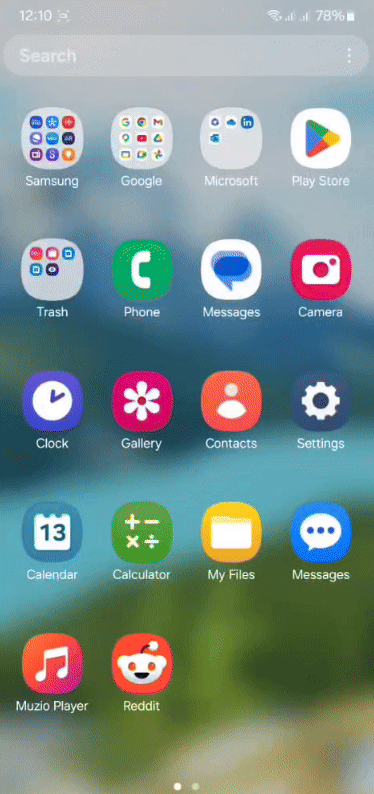 12:10 78%
Search
Samsung Google Microsoft Play Store
Trash Phone Messages Camera
Clock Gallery Contacts Settings
13
Calendar Calculator My Files Messages
Muzio Player Reddit